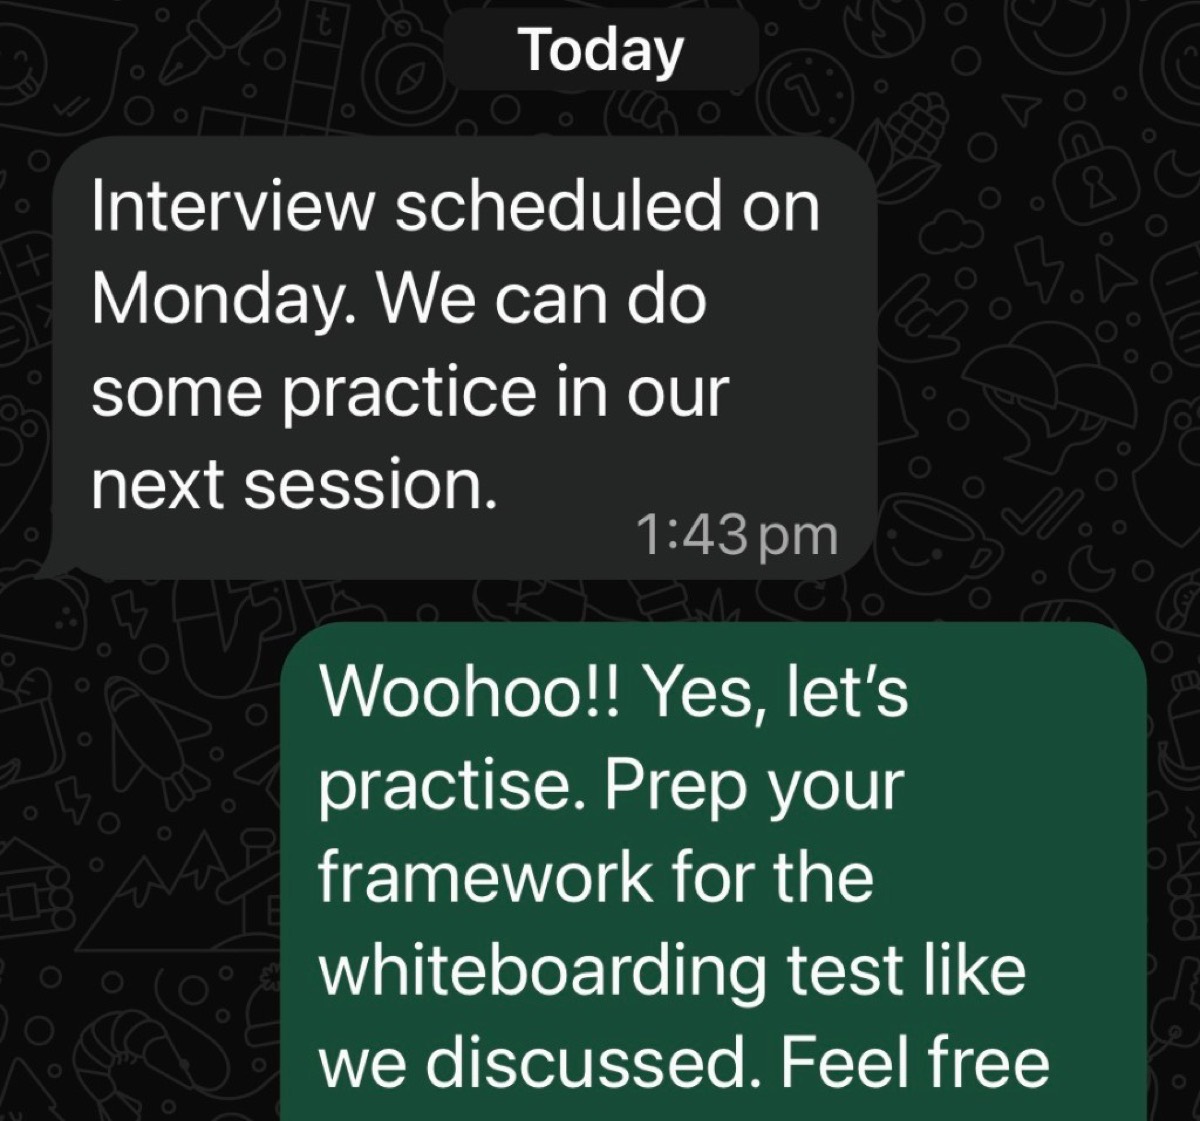 Today
Interview scheduled on
Monday. We can do
some practice in our
next session.
1:43 pm
Woohoo!! Yes, let’s
practise. Prep your
framework for the
whiteboarding test like
we discussed. Feel free